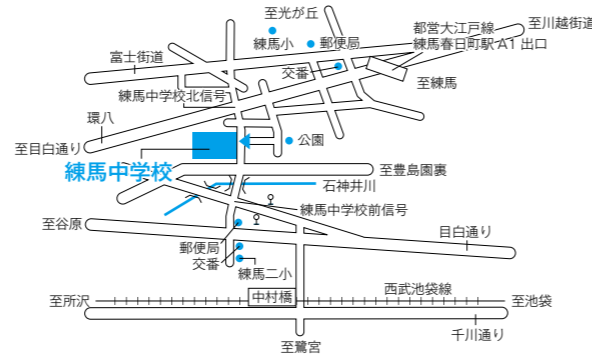 至光が丘
都営大江戸線
練馬春日町駅 A1 出口
至川越街道
練馬小
郵便局
富士街道
交番
至練馬
練馬中学校北信号
環八
至目白通り
公園
練馬中学校
至豊島園裏
石神井川
練馬中学校前信号
至谷原
目白通り
郵便局
交番
練馬二小
西武池袋線
至所沢
中村橋
至池袋
千川通り
至鷺宮